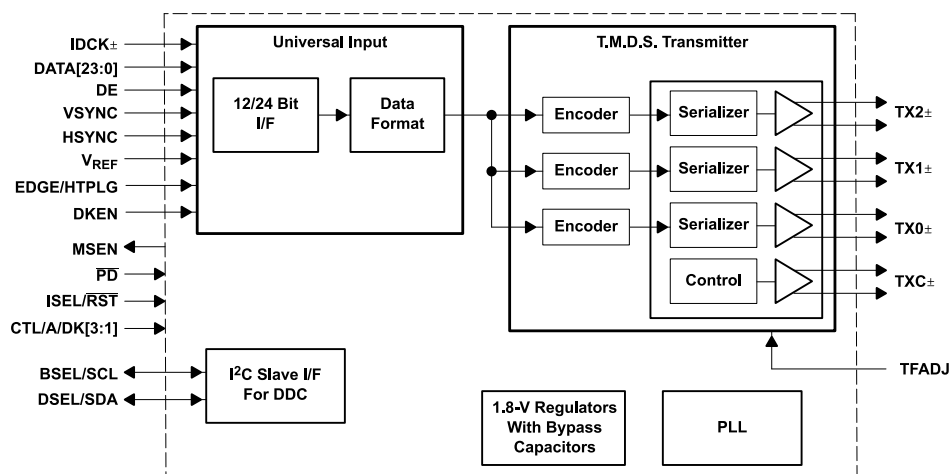 Universal Input
T.M.D.S. Transmitter
IDCK±
DATA[23:0]
DE
VSYNC
HSYNC
VREF
EDGE/HTPLG
DKEN
MSEN
PD
ISEL/RST
CTL/A/DK[3:1]
BSEL/SCL
DSEL/SDA
12/24 Bit
I/F
Data
Format
Encoder
Serializer
TX2±
Encoder
Serializer
TX1±
Encoder
Serializer
TX0±
Control
TXC±
TFADJ
I2C Slave I/F
For DDC
1.8-V Regulators
With Bypass
Capacitors
PLL